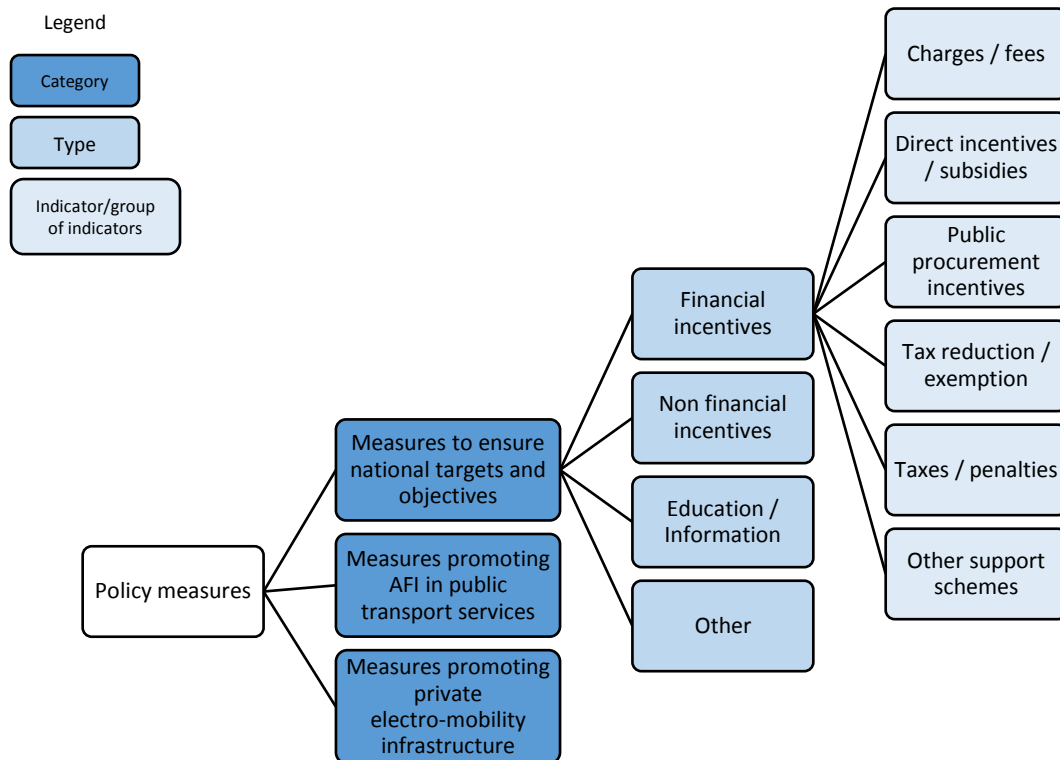 Legend
Category
Type
Indicator/group
of indicators
Policy measures
Measures to ensure
national targets and
objectives
Measures promoting
AFI in public
transport services
Measures promoting
private
electro-mobility
infrastructure
Financial
incentives
Non financial
incentives
Education /
Information
Other
Charges / fees
Direct incentives
/ subsidies
Public
procurement
incentives
Tax reduction /
exemption
Taxes / penalties
Other support
schemes